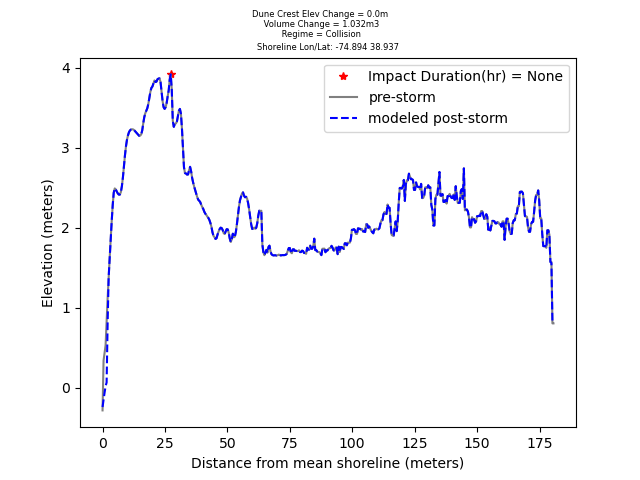 Dune Crest Elev Change = 0.0m
Volume Change = 1.032m3
Regime = Collision
Shoreline Lon/Lat: -74.894 38.937
Impact Duration(hr) = None
pre-storm
modeled post-storm
Elevation (meters)
4
3
2
1
0
0 25 50 75 100 125 150 175
Distance from mean shoreline (meters)